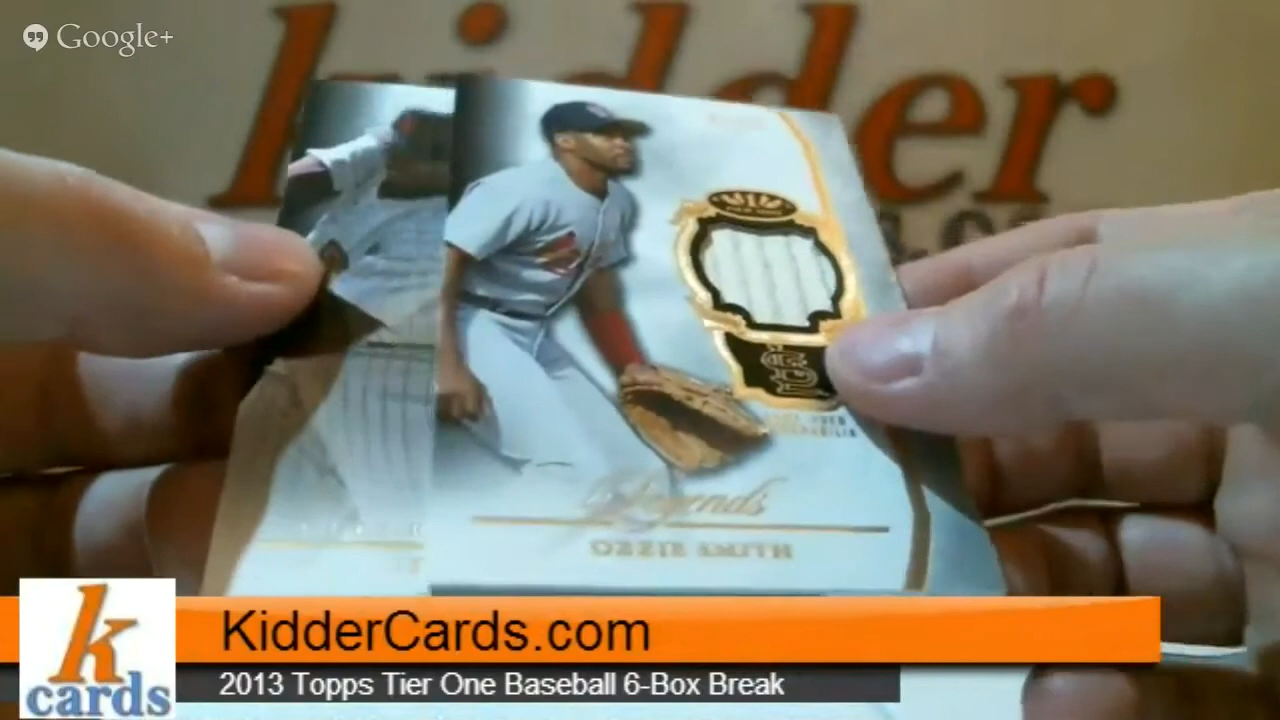 Google+
kidder
Legends
OZZIE SMITH
k
cards
KidderCards.com
2013 Topps Tier One Baseball 6-Box Break